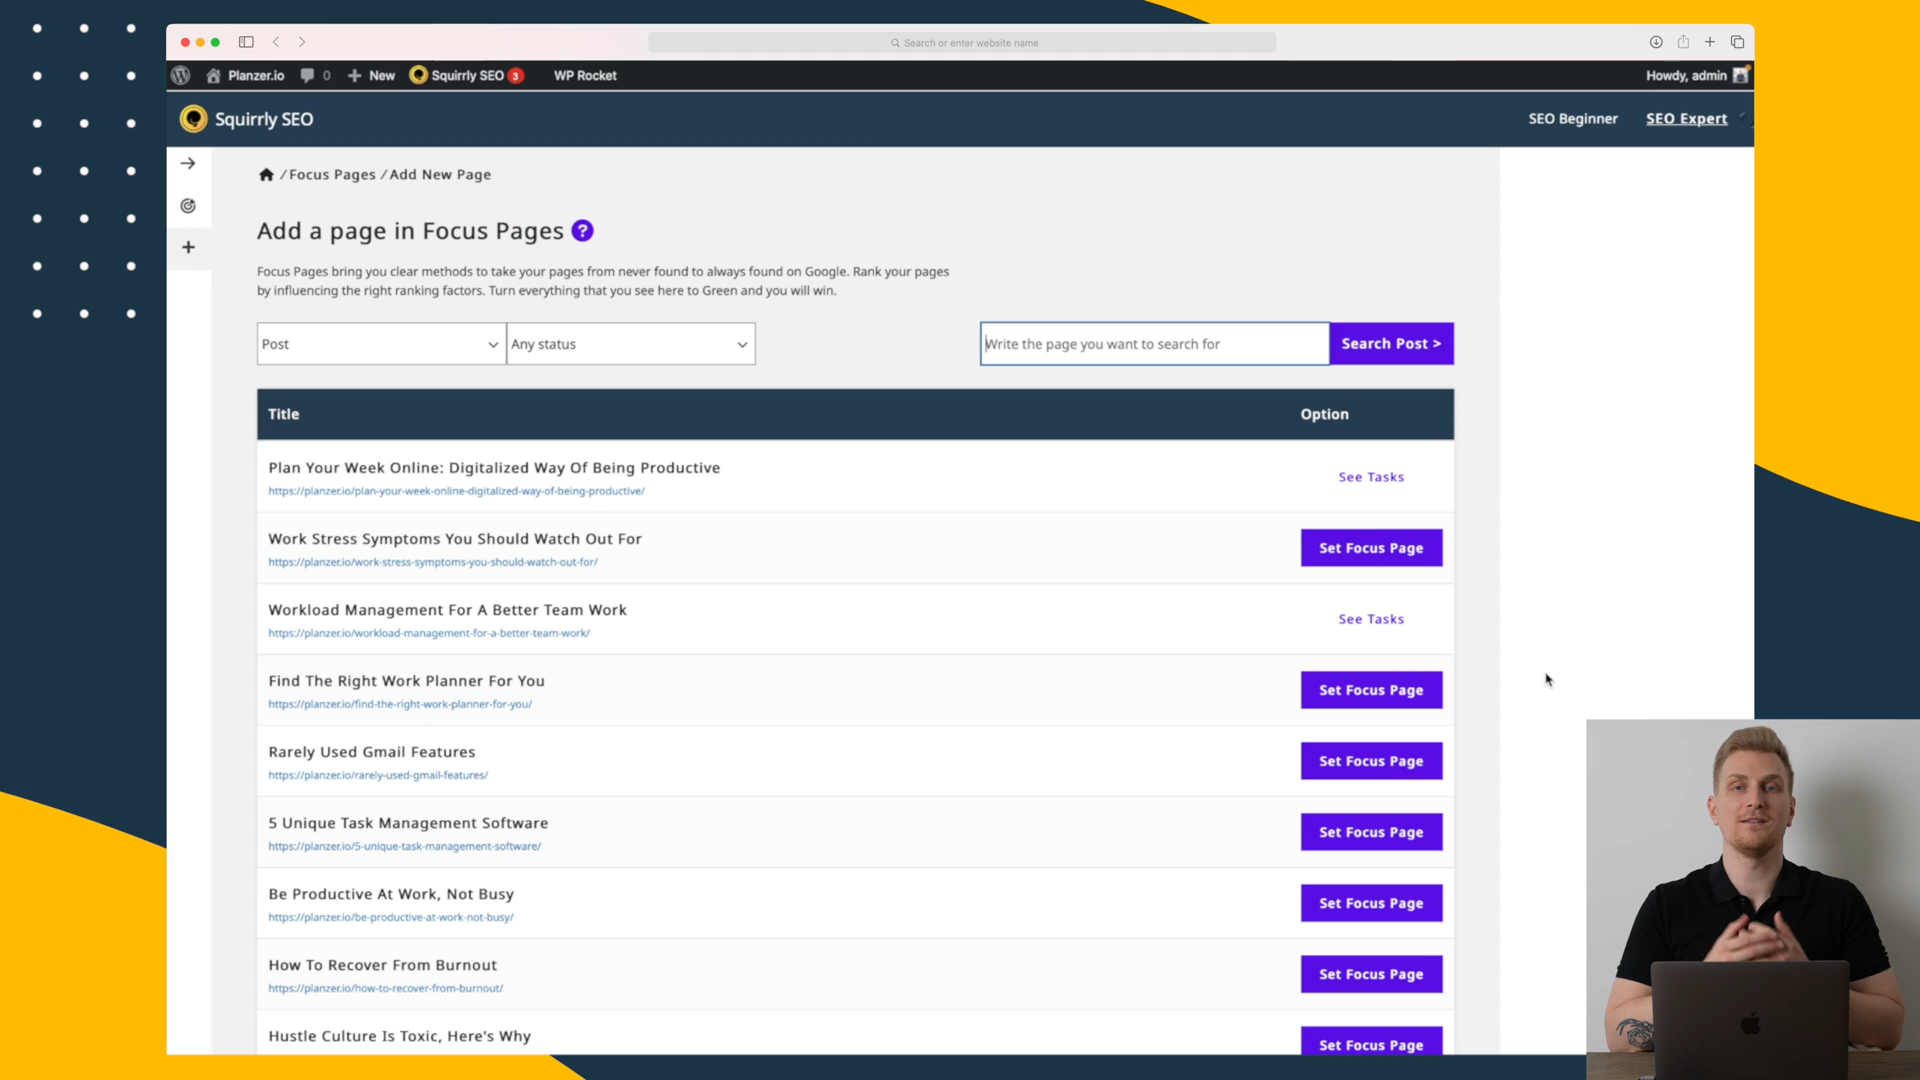 Search or enter website name
Planzer.io
0
New
Squirrly SEO
3
WP Rocket
Howdy, admin
Squirrly SEO
SEO Beginner
SEO Expert
/ Focus Pages / Add New Page
Add a page in Focus Pages ?
Focus Pages bring you clear methods to take your pages from never found to always found on Google. Rank your pages
by influencing the right ranking factors. Turn everything that you see here to Green and you will win.
Post
Any status
Write the page you want to search for
Search Post >
Title
Option
Plan Your Week Online: Digitalized Way Of Being Productive
https://planzer.io/plan-your-week-online-digitalized-way-of-being-productive/
See Tasks
Work Stress Symptoms You Should Watch Out For
https://planzer.io/work-stress-symptoms-you-should-watch-out-for/
Set Focus Page
Workload Management For A Better Team Work
https://planzer.io/workload-management-for-a-better-team-work/
See Tasks
Find The Right Work Planner For You
https://planzer.io/find-the-right-work-planner-for-you/
Set Focus Page
Rarely Used Gmail Features
https://planzer.io/rarely-used-gmail-features/
Set Focus Page
5 Unique Task Management Software
https://planzer.io/5-unique-task-management-software/
Set Focus Page
Be Productive At Work, Not Busy
https://planzer.io/be-productive-at-work-not-busy/
Set Focus Page
How To Recover From Burnout
https://planzer.io/how-to-recover-from-burnout/
Set Focus Page
Hustle Culture Is Toxic, Here's Why
Set Focus Page